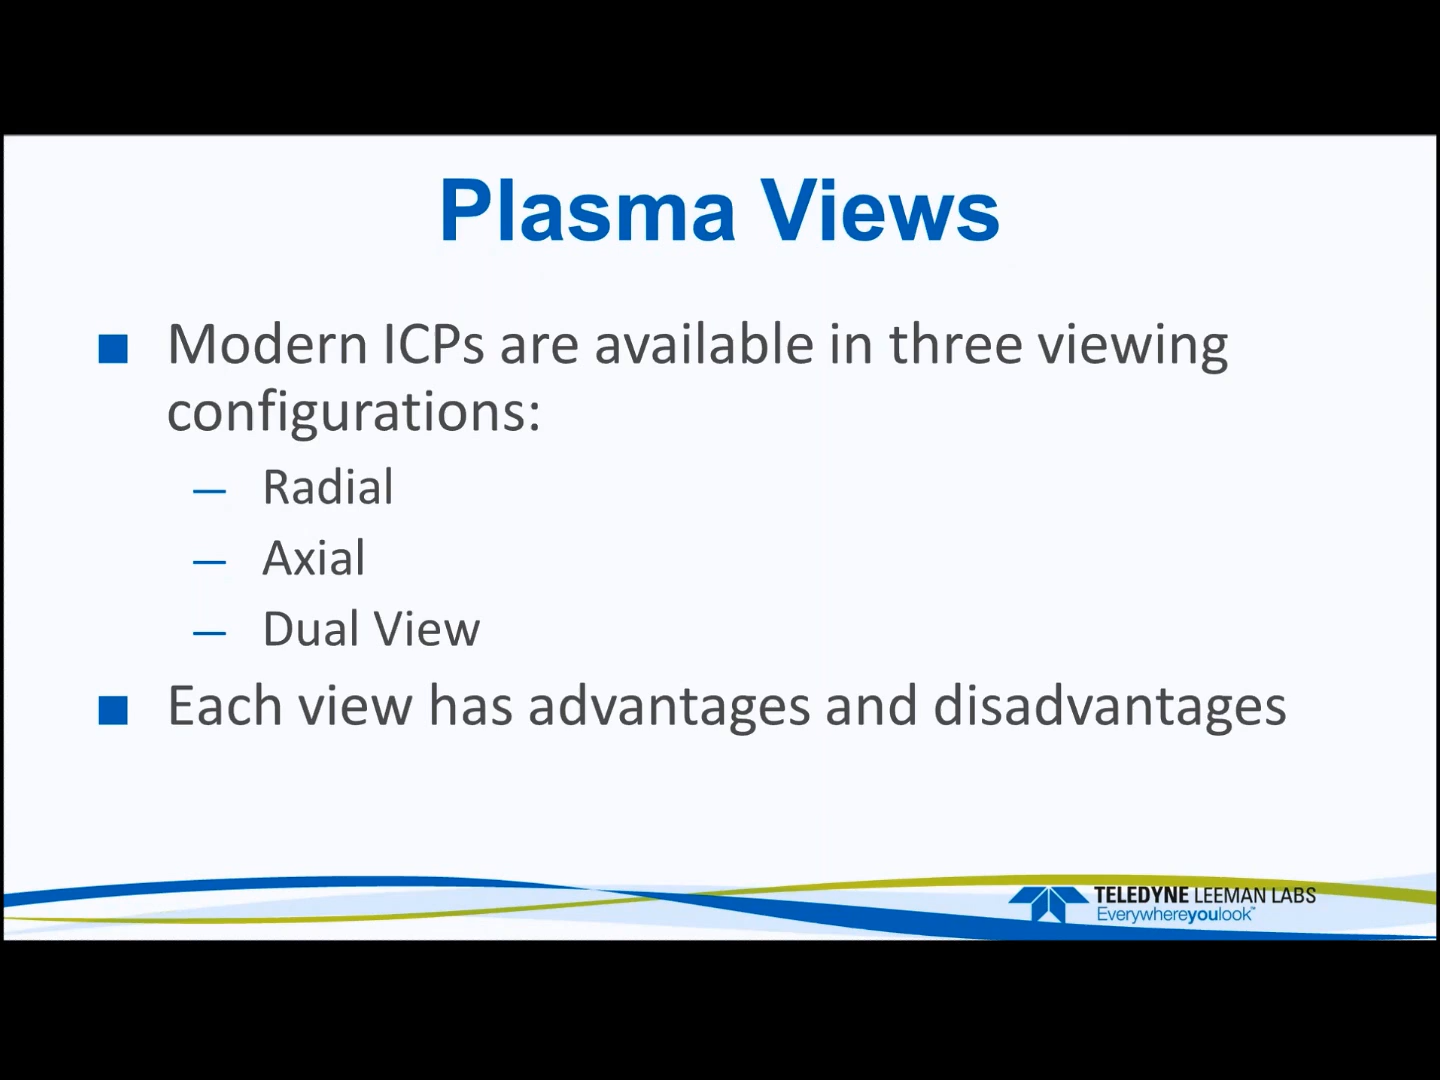 Plasma Views
■ Modern ICPs are available in three viewing
configurations:
— Radial
— Axial
— Dual View
■ Each view has advantages and disadvantages
TELEDYNE LEEMAN LABS
Everywhereyoulook™